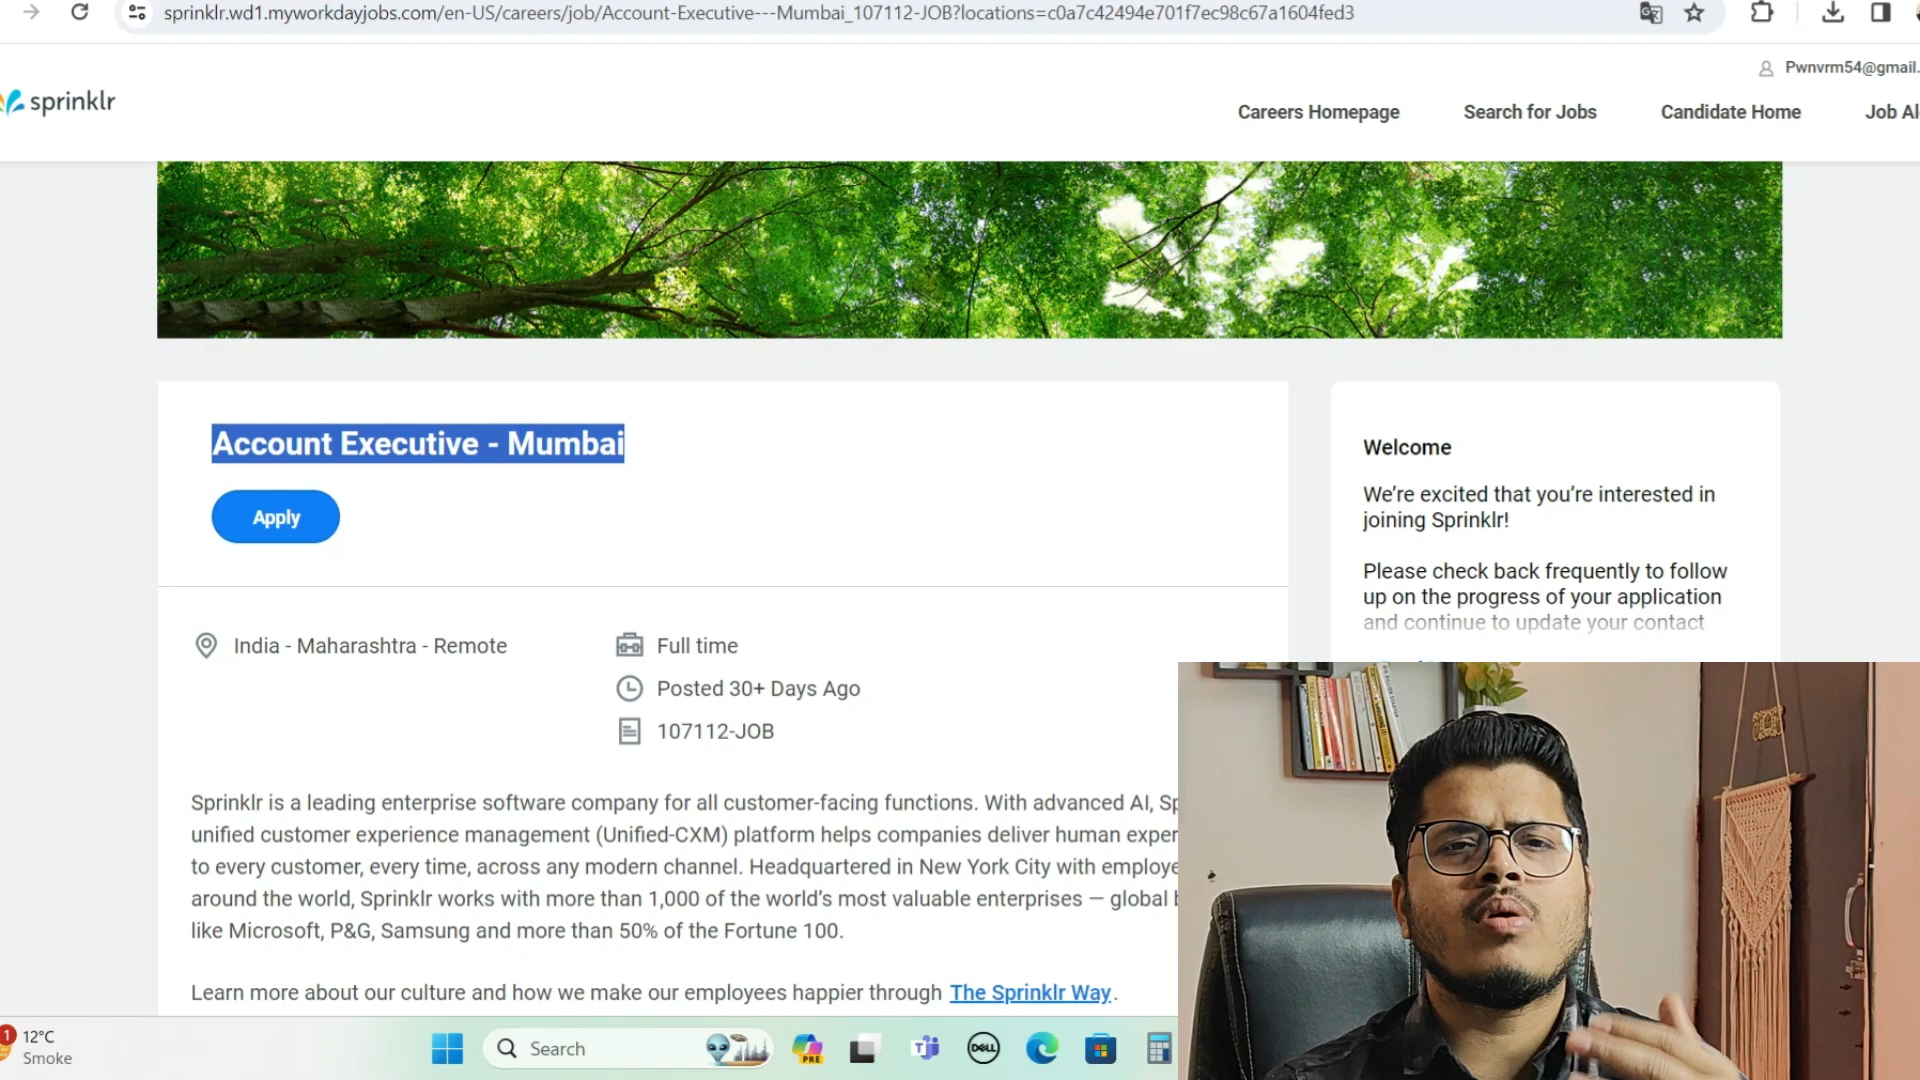 sprinklr.wd1.myworkdayjobs.com/en-US/careers/job/Account-Executive---Mumbai_107112-JOB?locations=c0a7c42494e701f7ec98c67a1604fed3
Pwnvrm54@gmail.
sprinklr
Careers Homepage
Search for Jobs
Candidate Home
Job Al
Account Executive - Mumbai
Apply
India - Maharashtra - Remote
Full time
Posted 30+ Days Ago
107112-JOB
Sprinklr is a leading enterprise software company for all customer-facing functions. With advanced AI, Sp
unified customer experience management (Unified-CXM) platform helps companies deliver human exper
to every customer, every time, across any modern channel. Headquartered in New York City with employe
around the world, Sprinklr works with more than 1,000 of the world's most valuable enterprises — global b
like Microsoft, P&G, Samsung and more than 50% of the Fortune 100.
Learn more about our culture and how we make our employees happier through The Sprinklr Way.
Welcome
We're excited that you're interested in
joining Sprinklr!
Please check back frequently to follow
up on the progress of your application
and continue to update your contact
1
12°C
Smoke
Search
PRE
DELL